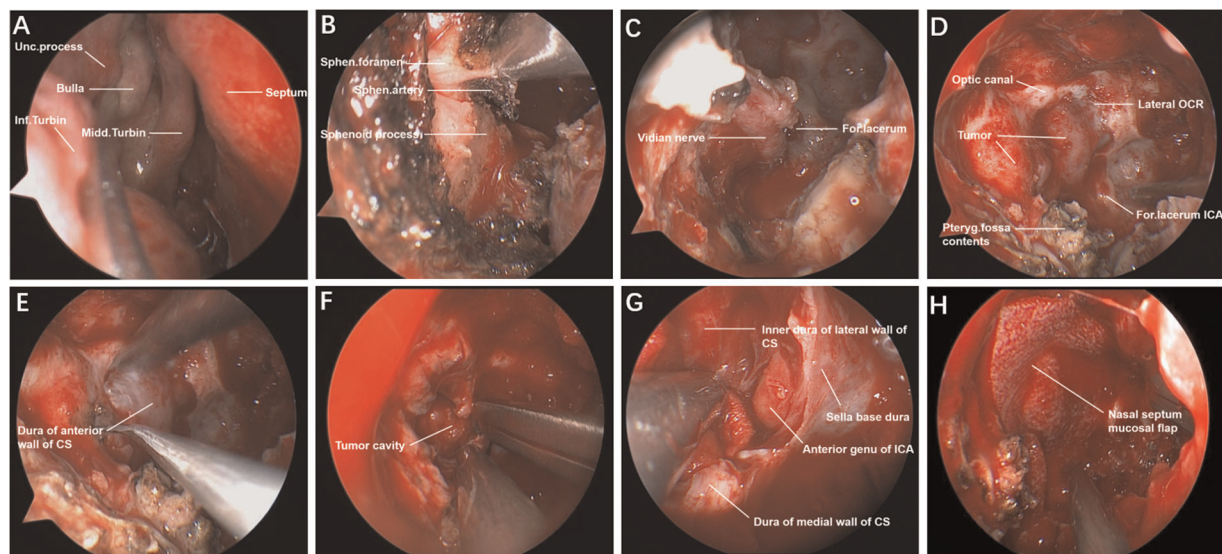 A
Unc.process
Bulla
Inf.Turbin
Midd.Turbin
Septum
B
Sphen.foramen
Sphen.artery
Sphenoid process
C
Vidian nerve
For.lacerum
D
Optic canal
Lateral OCR
Tumor
For.lacerum ICA
Pteryg.fossa
contents
E
Dura of anterior
wall of CS
F
Tumor cavity
G
Inner dura of lateral wall of
CS
Sella base dura
Anterior genu of ICA
Dura of medial wall of CS
H
Nasal septum
mucosal flap